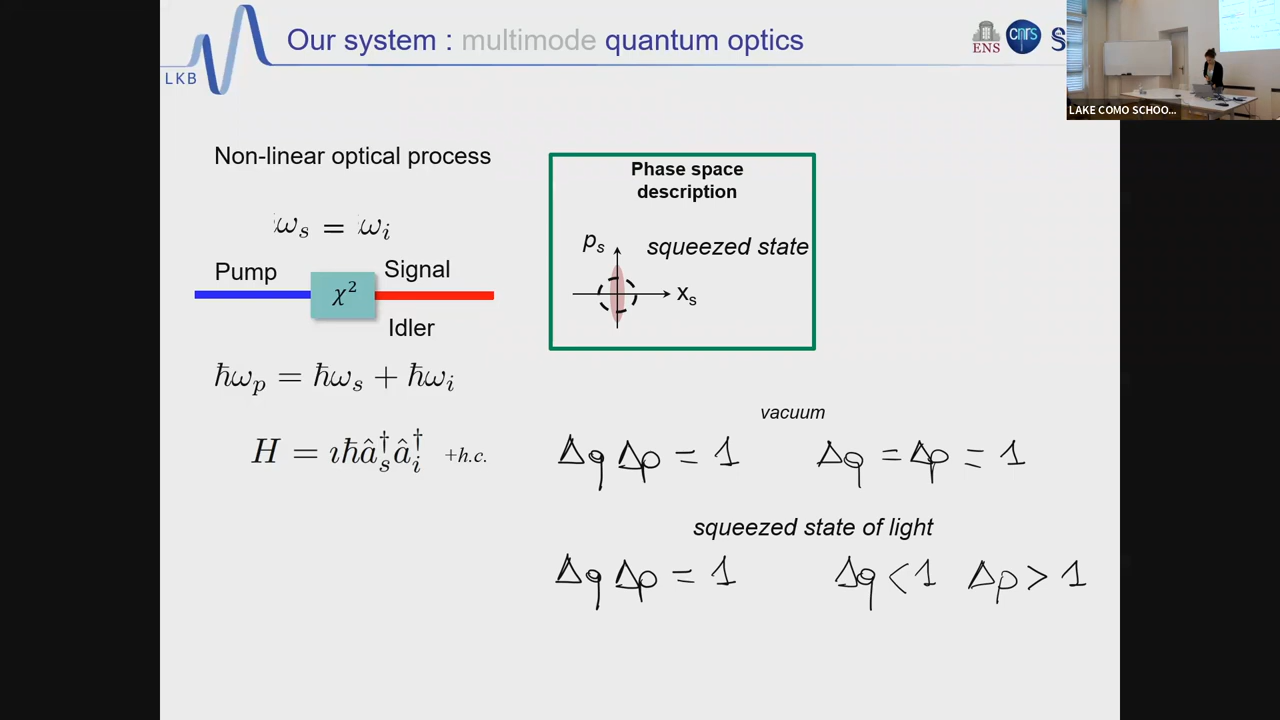 Our system : multimode quantum optics
LKB
ENS
cnrs
S
LAKE COMO SCHOO...
Non-linear optical process
ω_s = ω_i
Pump
χ²
Signal
Idler
ħω_p = ħω_s + ħω_i
H = ıħâ_s†â_i† +h.c.
Phase space
description
p_s
squeezed state
x_s
vacuum
Δq Δp = 1
Δq = Δp = 1
squeezed state of light
Δq Δp = 1
Δq < 1 Δp > 1